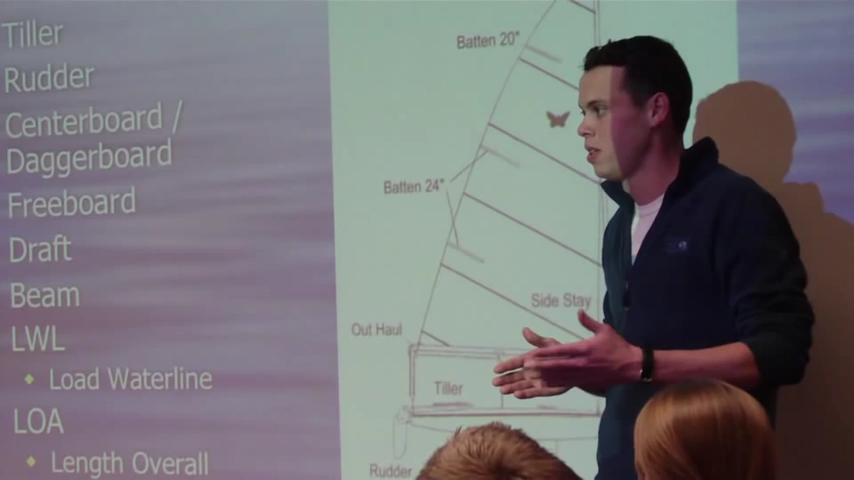 Tiller
Rudder
Centerboard /
Daggerboard
Freeboard
Draft
Beam
LWL
Load Waterline
LOA
Length Overall
Batten 20"
Batten 24"
Side Stay
Out Haul
Tiller
Rudder